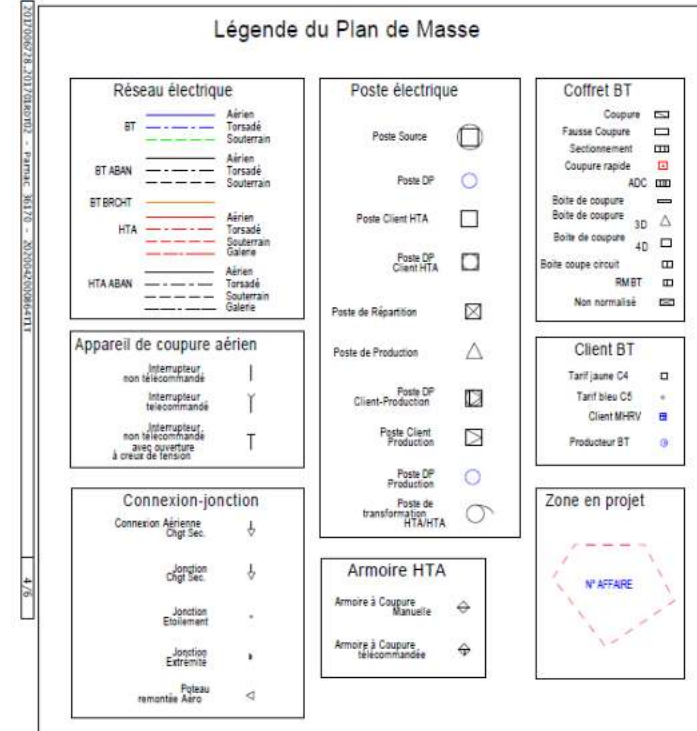 Légende du Plan de Masse
Réseau électrique
BT
Aérien
Torsadé
Souterrain
BT ABAN
Aérien
Torsadé
Souterrain
BT BRCHT
HTA
Aérien
Torsadé
Souterrain
Galerie
HTA ABAN
Aérien
Torsadé
Souterrain
Galerie
Appareil de coupure aérien
Interrupteur
non télécommandé
Interrupteur
télécommandé
Interrupteur
non télécommandé
avec ouverture
à creux de tension
Connexion-jonction
Connexion Aérienne
Chgt Sec.
Jonction
Chgt Sec.
Jonction
Etoilement
Jonction
Extrémité
Poteau
remontée Aéro
Poste électrique
Poste Source
Poste DP
Poste Client HTA
Poste DP
Client HTA
Poste de Répartition
Poste de Production
Poste DP
Client-Production
Poste Client
Production
Poste DP
Production
Poste de
transformation
HTA/HTA
Armoire HTA
Armoire à Coupure
Manuelle
Armoire à Coupure
télécommandée
Coffret BT
Coupure
Fausse Coupure
Sectionnement
Coupure rapide
ADC
Boite de coupure
Boite de coupure
3D
Boite de coupure
4D
Boite coupe circuit
RMBT
Non normalisé
Client BT
Tarif jaune C4
Tarif bleu C5
Client MHRV
Producteur BT
Zone en projet
N° AFFAIRE
- Parnac 36170 -
4/6